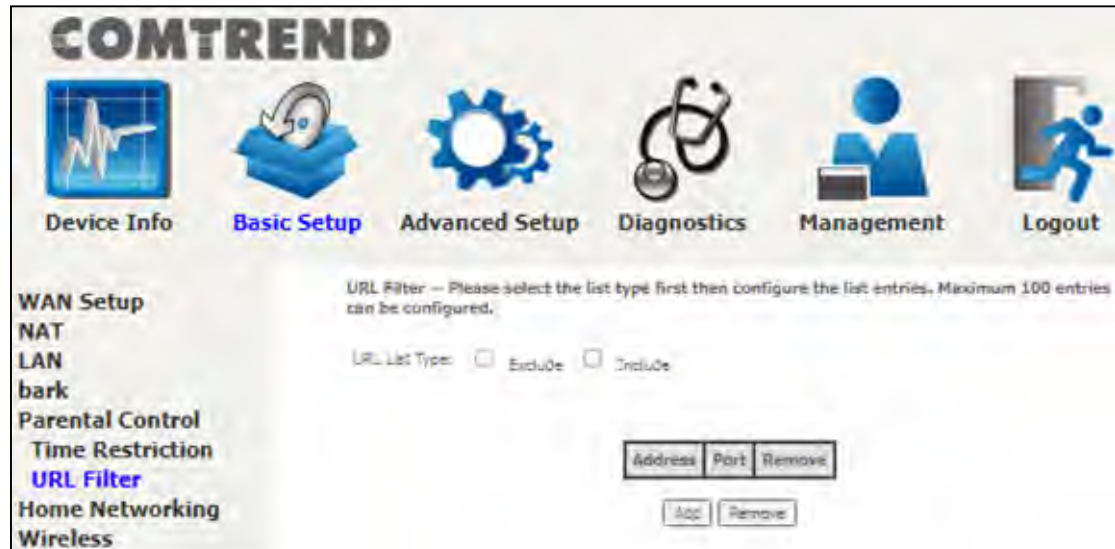 COMTREND
Device Info
Basic Setup
Advanced Setup
Diagnostics
Management
Logout
WAN Setup
NAT
LAN
bark
Parental Control
Time Restriction
URL Filter
Home Networking
Wireless
URL Filter -- Please select the list type first then configure the list entries. Maximum 100 entries
can be configured.
URL List Type: Exclude Include
Address Port Remove
Add Remove